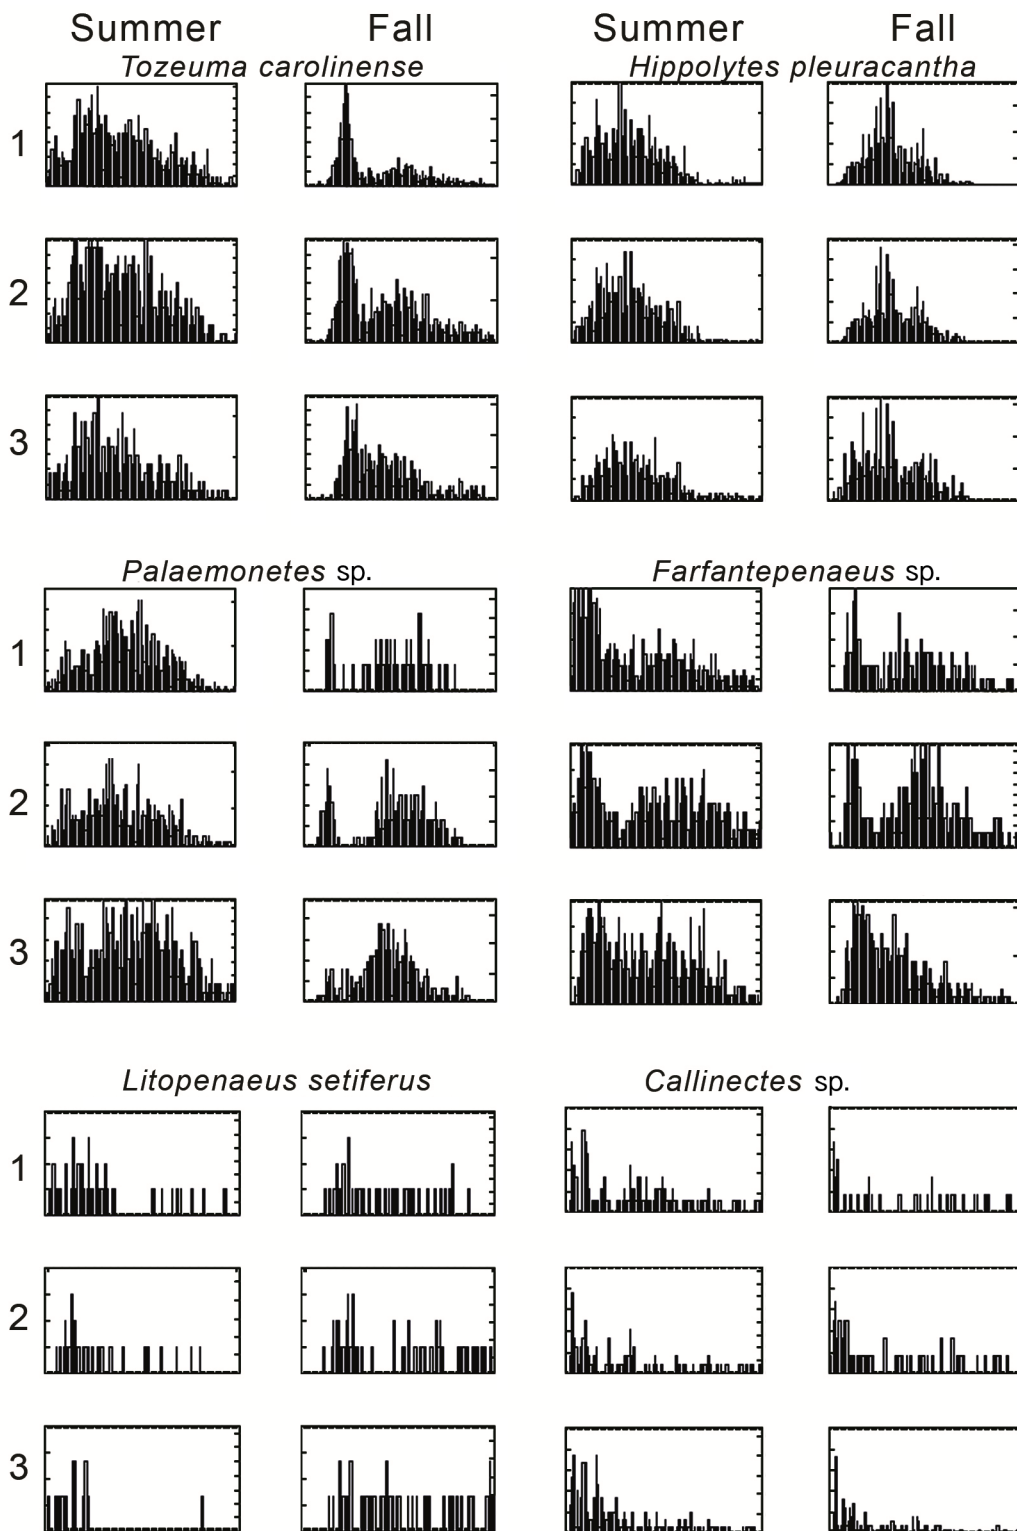 Summer Fall Summer Fall
Tozeuma carolinense Hippolytes pleuracantha
1
2
3
Palaemonetes sp. Farfantepenaeus sp.
1
2
3
Litopenaeus setiferus Callinectes sp.
1
2
3